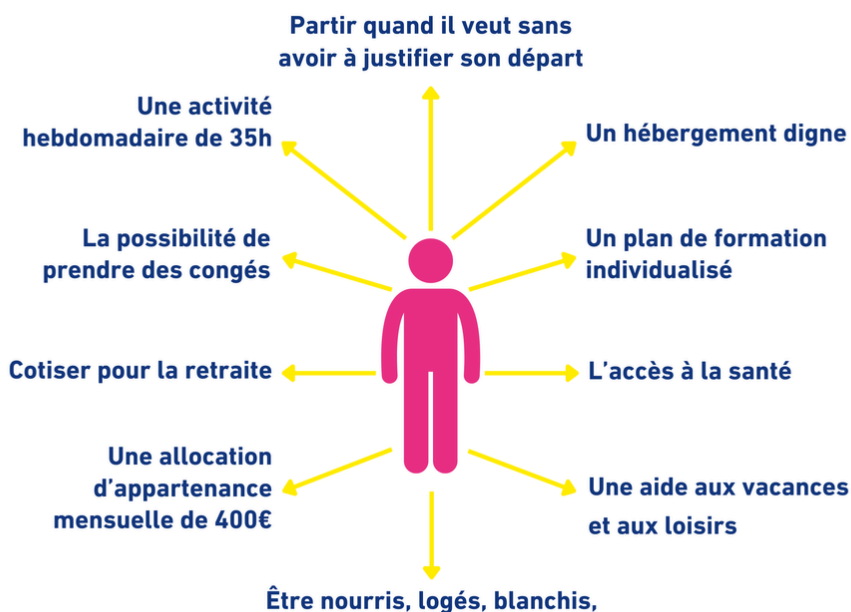 Partir quand il veut sans
avoir à justifier son départ
Une activité
hebdomadaire de 35h
Un hébergement digne
La possibilité de
prendre des congés
Un plan de formation
individualisé
Cotiser pour la retraite
L'accès à la santé
Une allocation
d'appartenance
mensuelle de 400€
Une aide aux vacances
et aux loisirs
Être nourris, logés, blanchis,